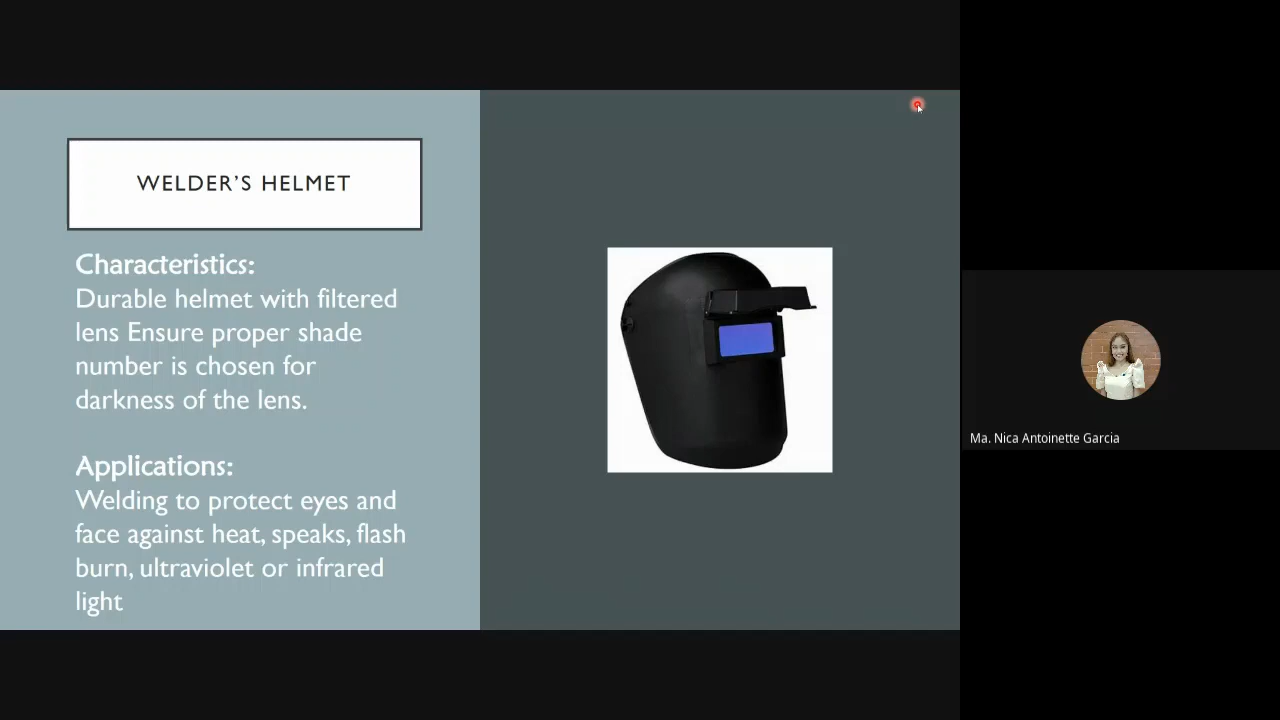 WELDER'S HELMET
Characteristics:
Durable helmet with filtered
lens Ensure proper shade
number is chosen for
darkness of the lens.
Applications:
Welding to protect eyes and
face against heat, speaks, flash
burn, ultraviolet or infrared
light
Ma. Nica Antoinette Garcia